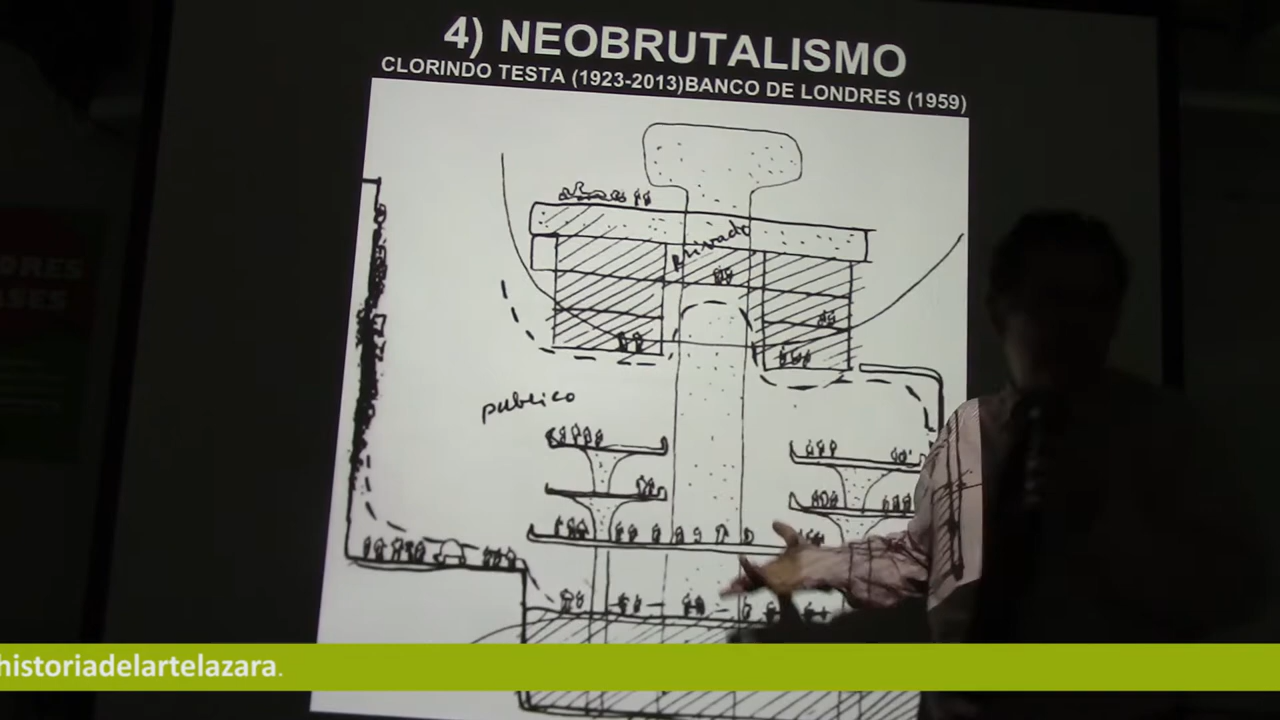 4) NEOBRUTALISMO
CLORINDO TESTA (1923-2013)BANCO DE LONDRES (1959)
privado
publico
historiadelartelazara.